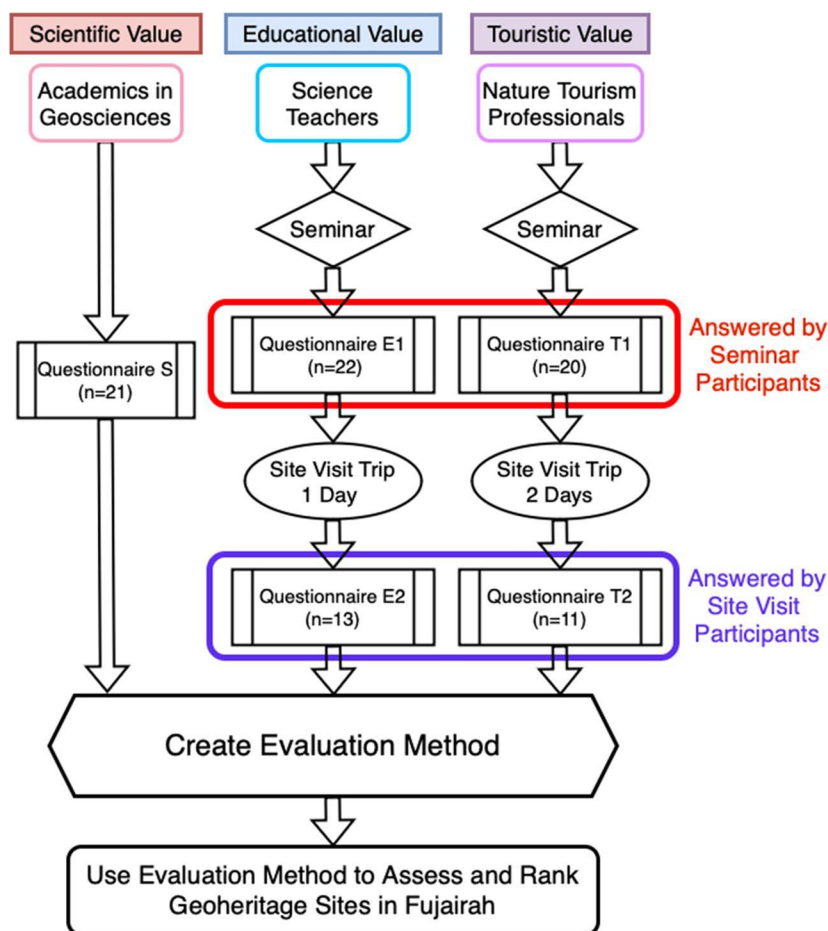 Scientific Value
Educational Value
Touristic Value
Academics in
Geosciences
Science
Teachers
Nature Tourism
Professionals
Seminar
Seminar
Questionnaire S
(n=21)
Questionnaire E1
(n=22)
Questionnaire T1
(n=20)
Answered by
Seminar
Participants
Site Visit Trip
1 Day
Site Visit Trip
2 Days
Questionnaire E2
(n=13)
Questionnaire T2
(n=11)
Answered by
Site Visit
Participants
Create Evaluation Method
Use Evaluation Method to Assess and Rank
Geoheritage Sites in Fujairah